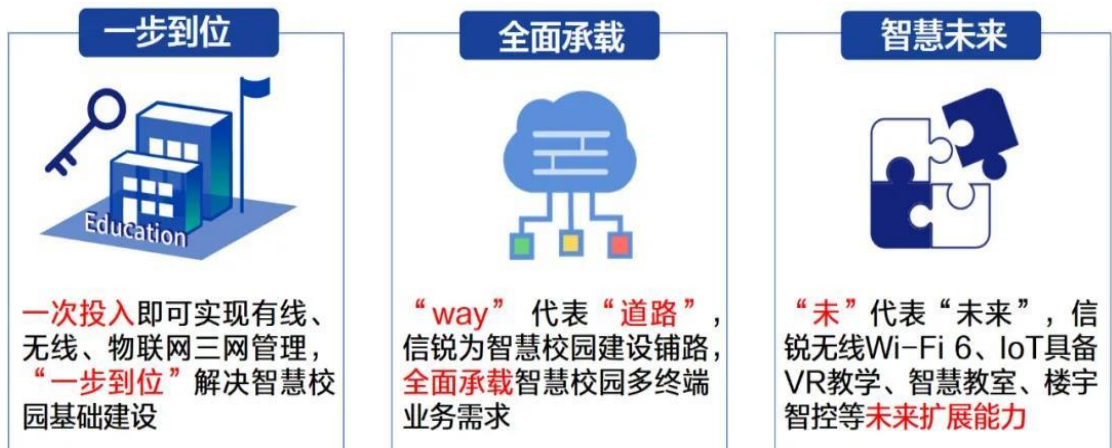 一步到位
Education
一次投入即可实现有线、
无线、物联网三网管理，
“一步到位”解决智慧校
园基础建设
全面承载
“way” 代表“道路”，
信锐为智慧校园建设铺路，
全面承载智慧校园多终端
业务需求
智慧未来
“未”代表“未来”，信
锐无线Wi-Fi 6、IoT具备
VR教学、智慧教室、楼宇
智控等未来扩展能力